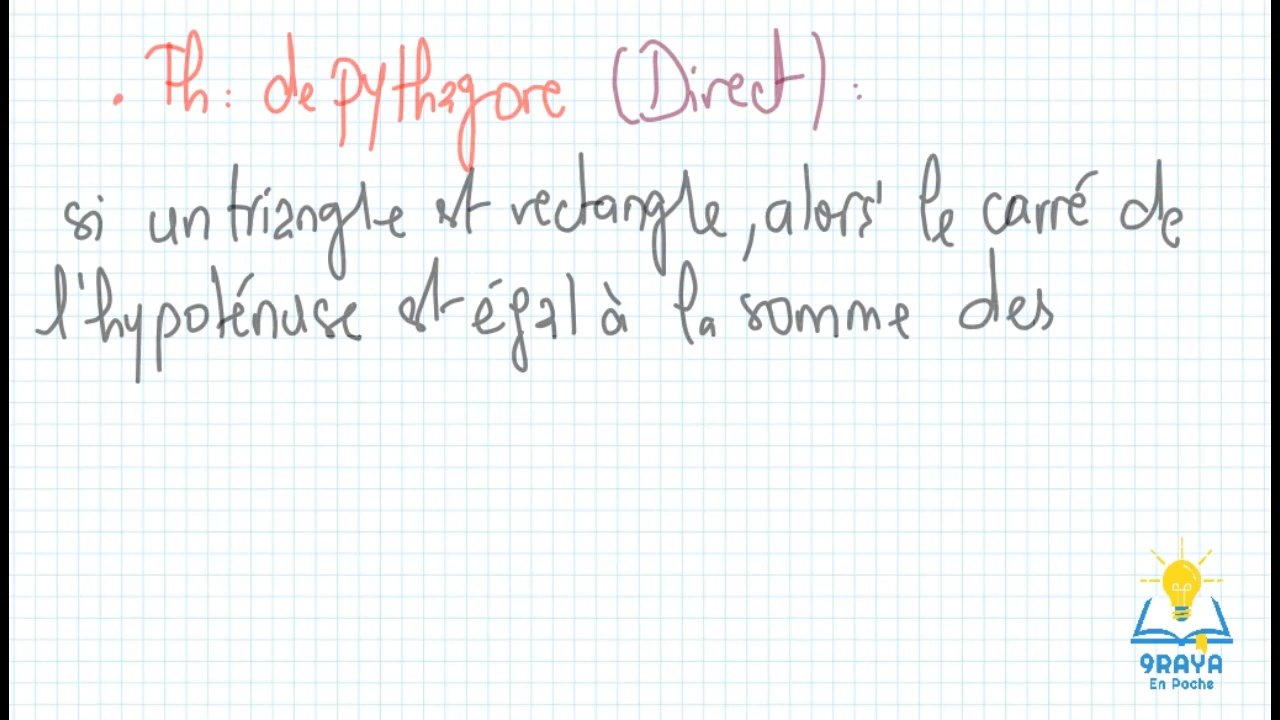 . Th: de pythagore (Direct) :
si un triangle est rectangle, alors le carré de
l'hypoténuse est égal à la somme des
9RAYA
En Poche